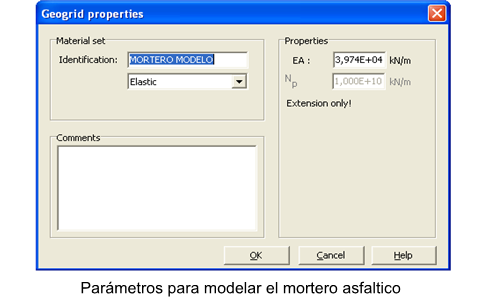 Geogrid properties
Material set
Identification: MORTERO MODELO
Elastic
Comments
Properties
EA : 3,974E+04 kN/m
Np 1,000E+10 kN/m
Extension only!
OK Cancel Help
Parámetros para modelar el mortero asfaltico